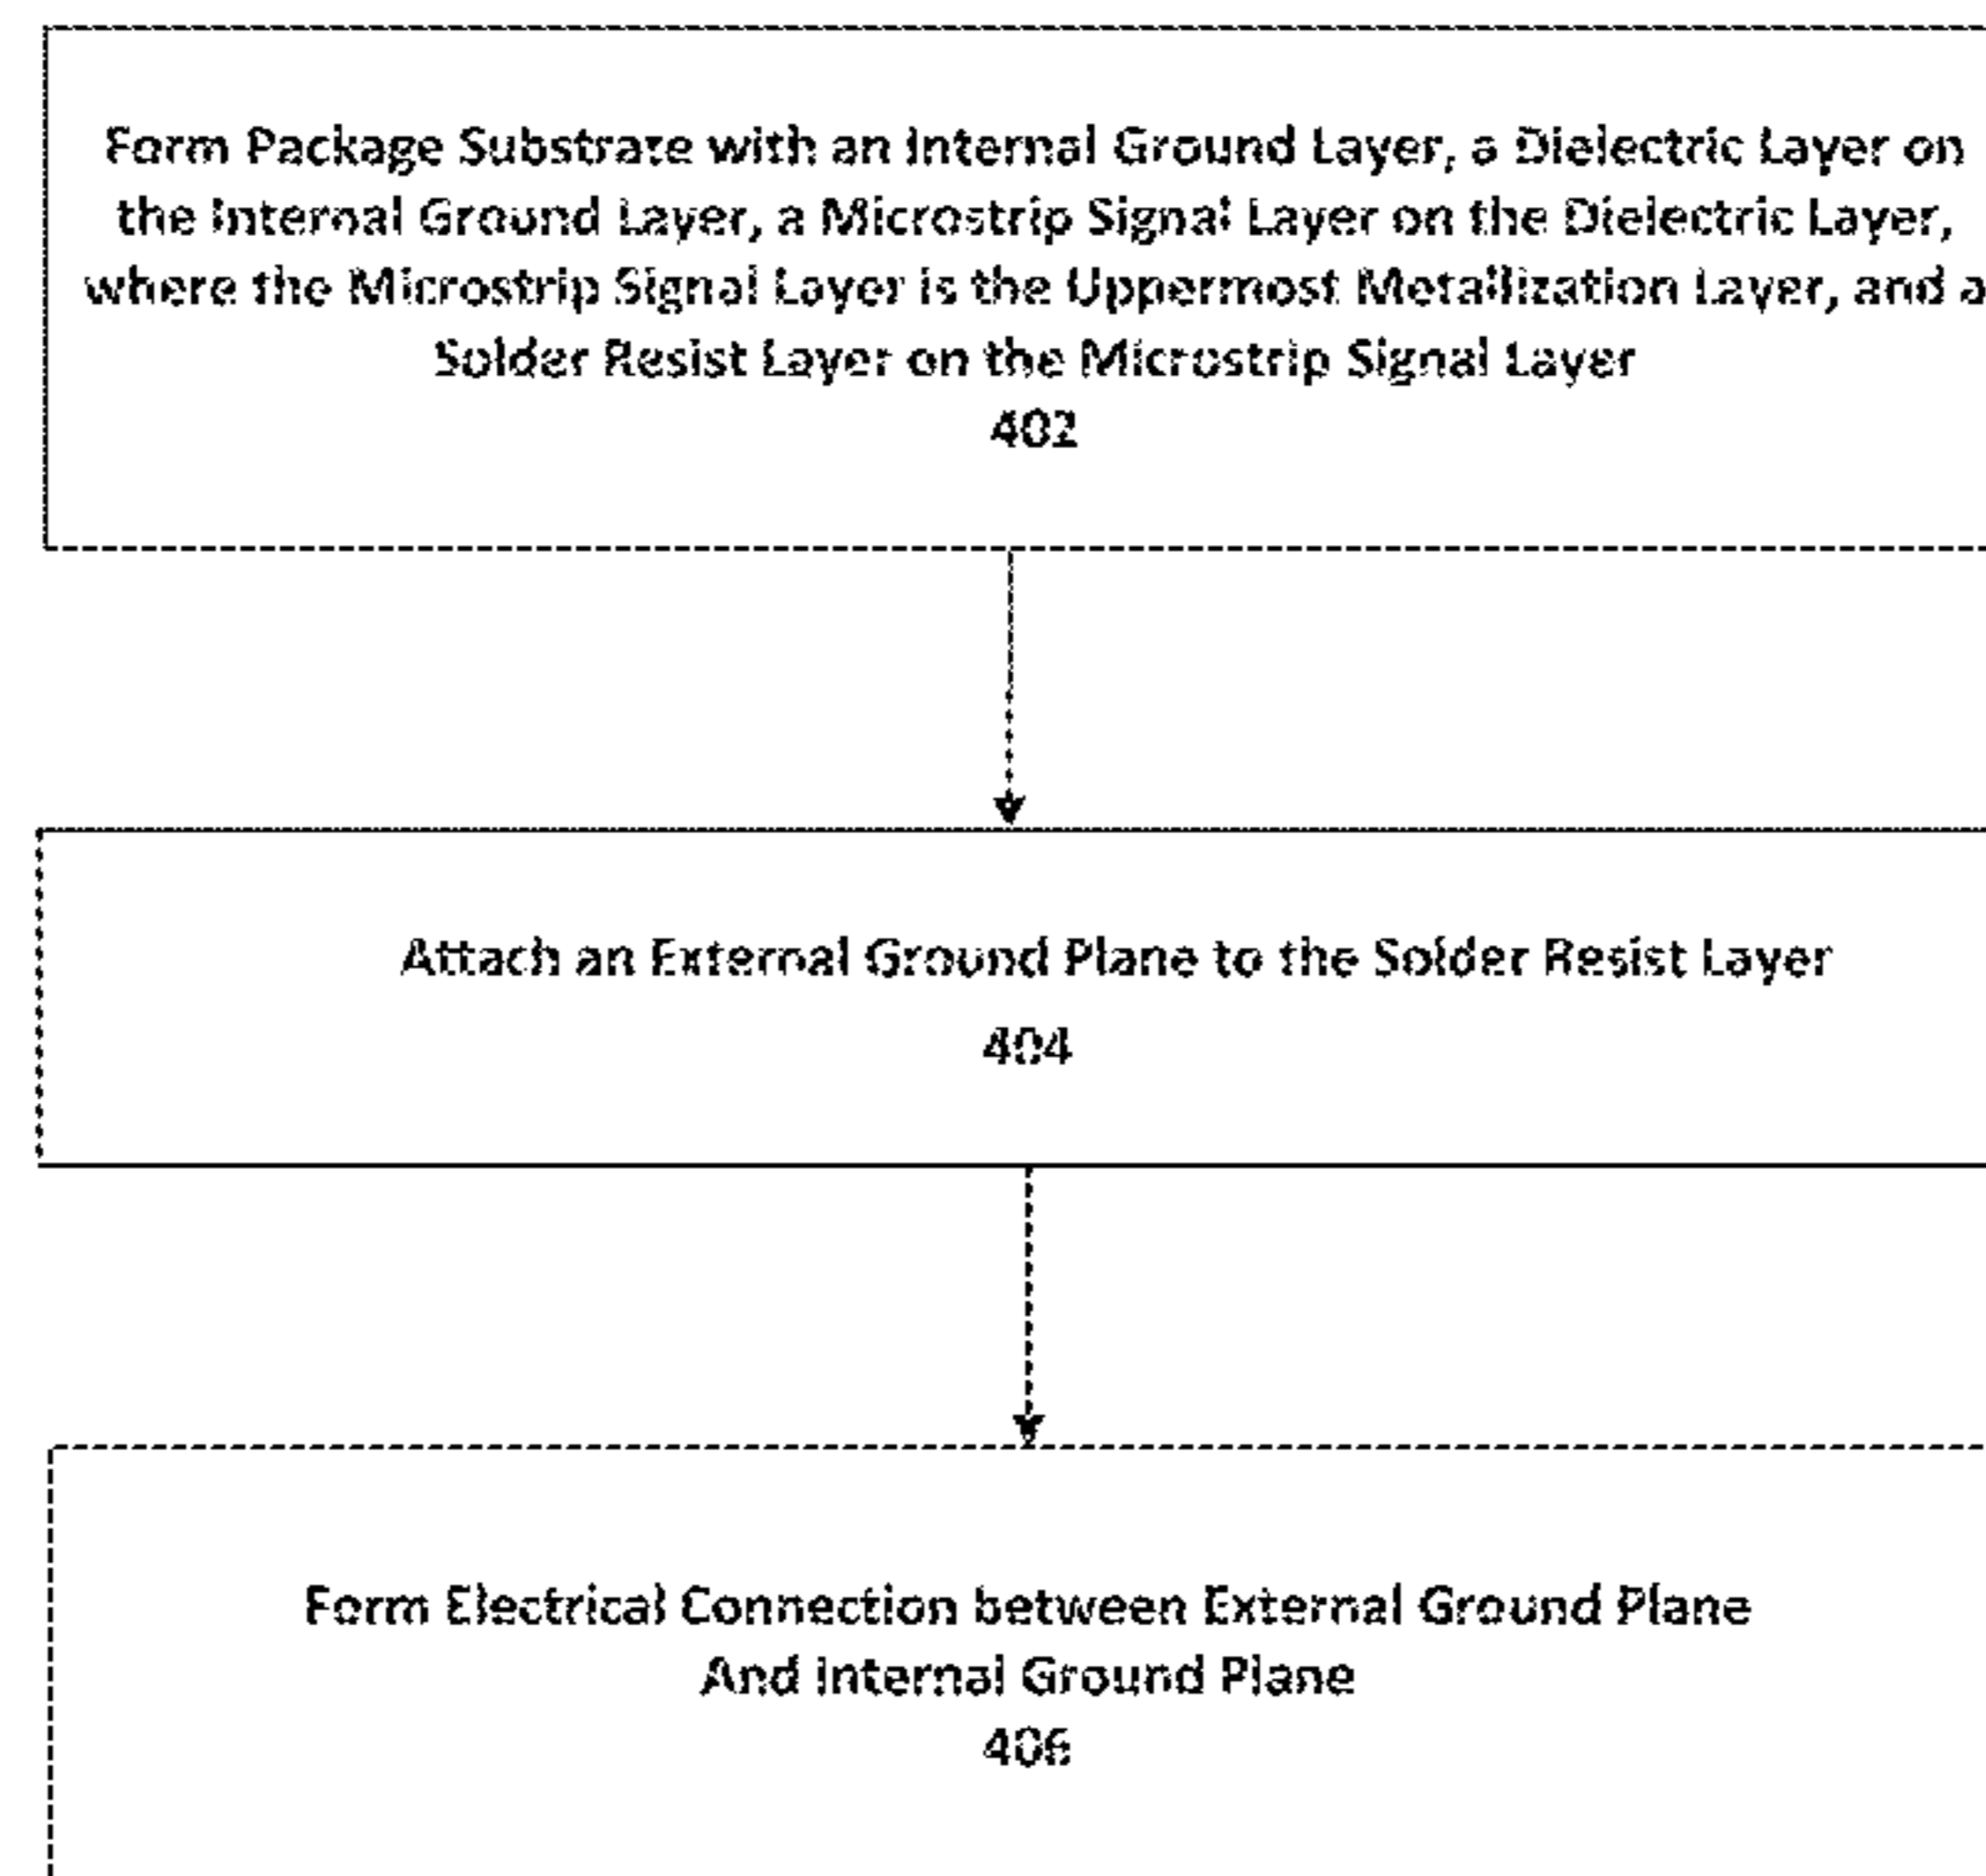 Form Package Substrate with an Internal Ground Layer, a Dielectric Layer on
the Internal Ground Layer, a Microstrip Signal Layer on the Dielectric Layer,
where the Microstrip Signal Layer is the Uppermost Metallization Layer, and a
Solder Resist Layer on the Microstrip Signal Layer
402
Attach an External Ground Plane to the Solder Resist Layer
404
Form Electrical Connection between External Ground Plane
And Internal Ground Plane
406